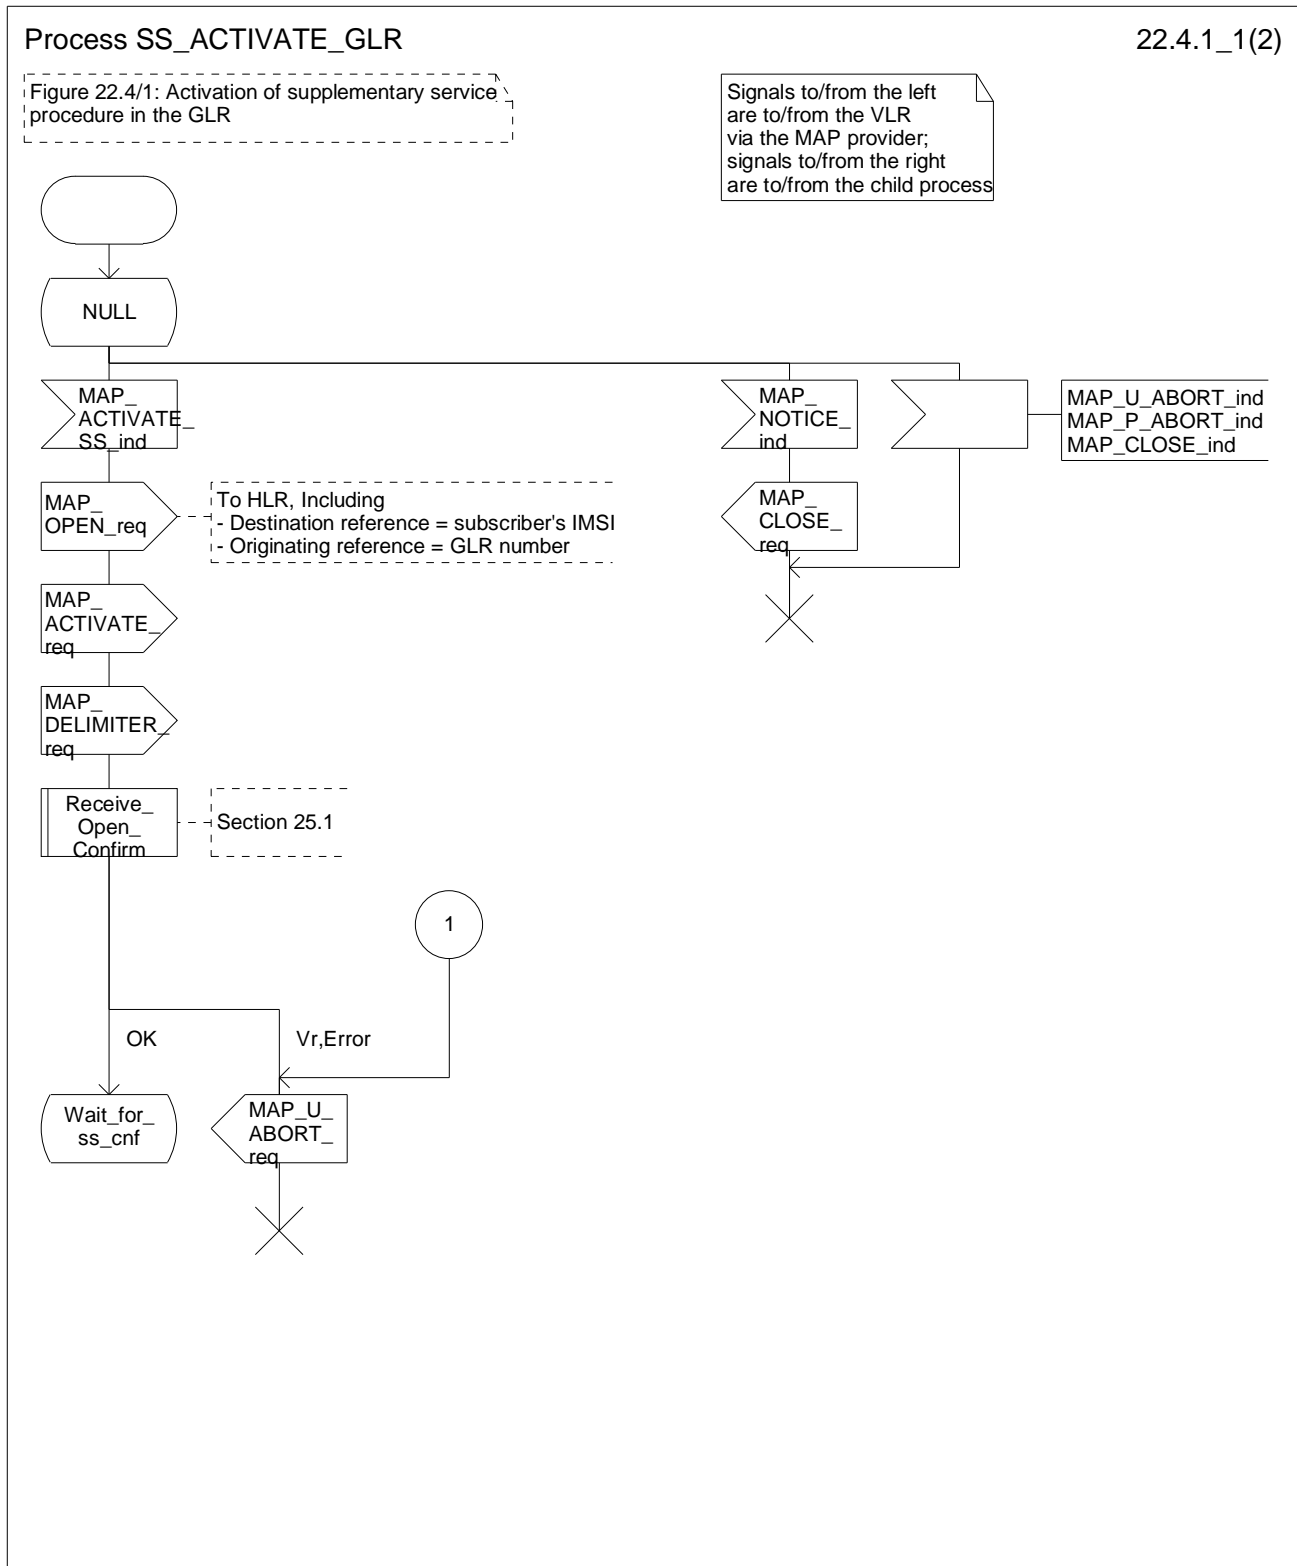 Process SS_ACTIVATE_GLR
22.4.1_1(2)
Figure 22.4/1: Activation of supplementary service
procedure in the GLR
Signals to/from the left
are to/from the VLR
via the MAP provider;
signals to/from the right
are to/from the child process
NULL
MAP_
ACTIVATE_
SS_ind
MAP_
NOTICE_
ind
MAP_U_ABORT_ind
MAP_P_ABORT_ind
MAP_CLOSE_ind
MAP_
OPEN_req
To HLR, Including
- Destination reference = subscriber's IMSI
- Originating reference = GLR number
MAP_
CLOSE_
req
MAP_
ACTIVATE_
req
MAP_
DELIMITER_
req
Receive_
Open_
Confirm
Section 25.1
1
OK
Vr,Error
Wait_for_
ss_cnf
MAP_U_
ABORT_
req